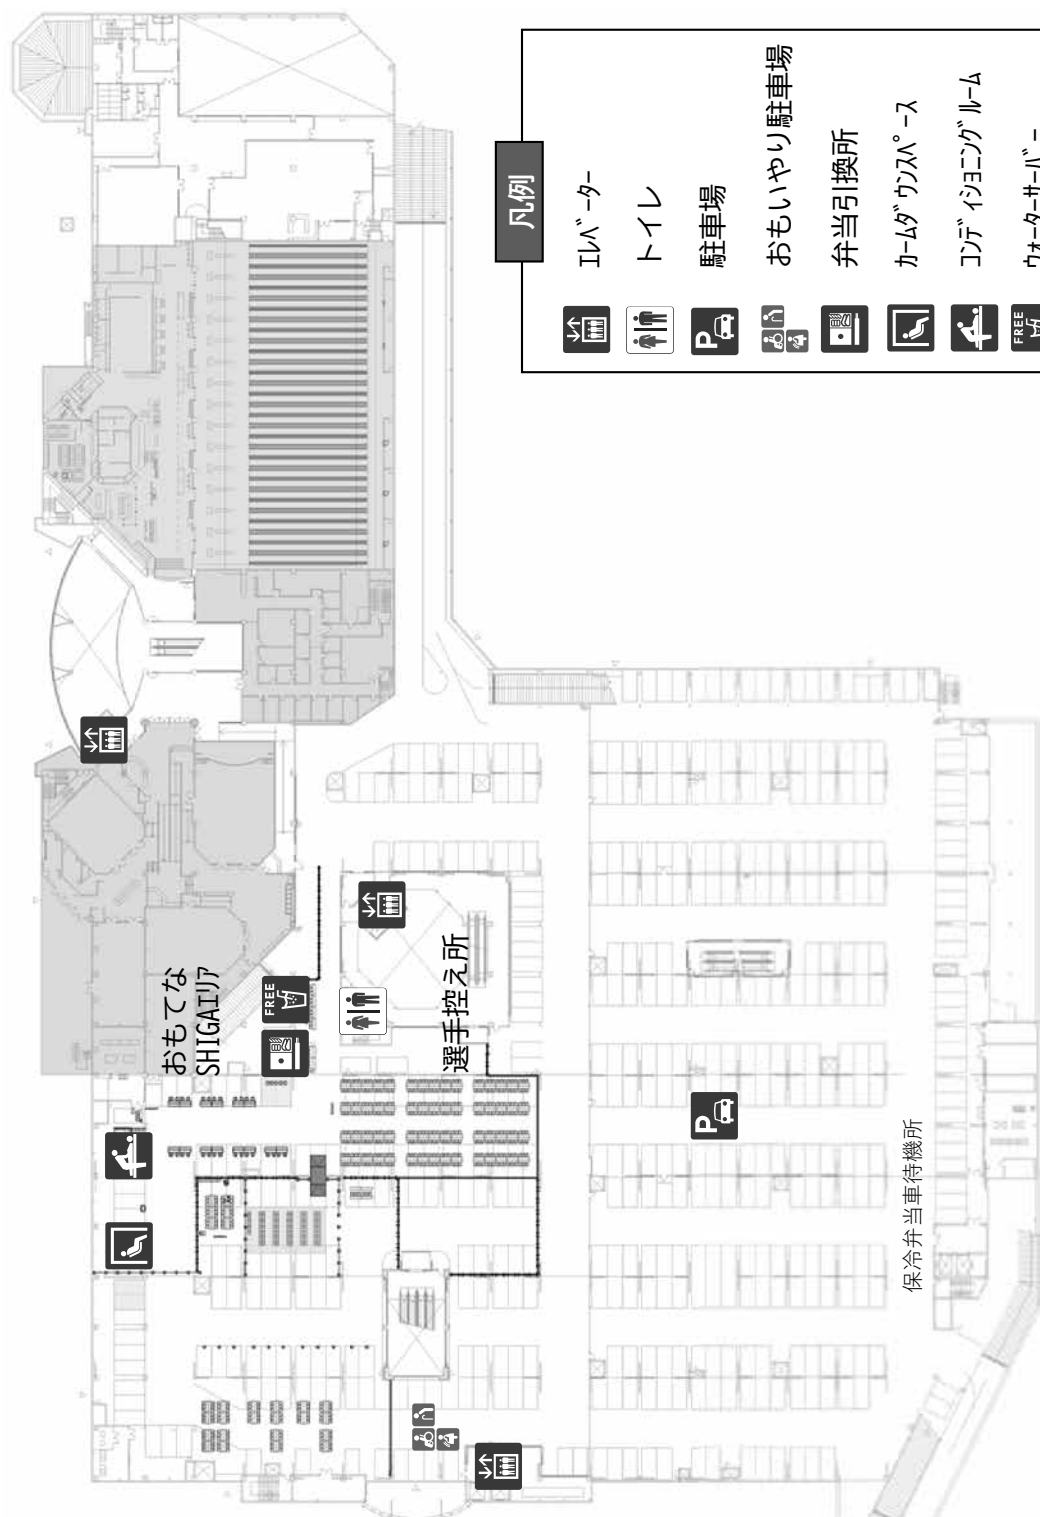 凡例
エレベーター
トイレ
駐車場
おもいやり駐車場
弁当引換所
カームダウンスペース
コンディショニングルーム
FREE
ウォーターサーバー
おもてな
SHIGAエリア
FREE
選手控え所
P
P
保冷弁当車待機所